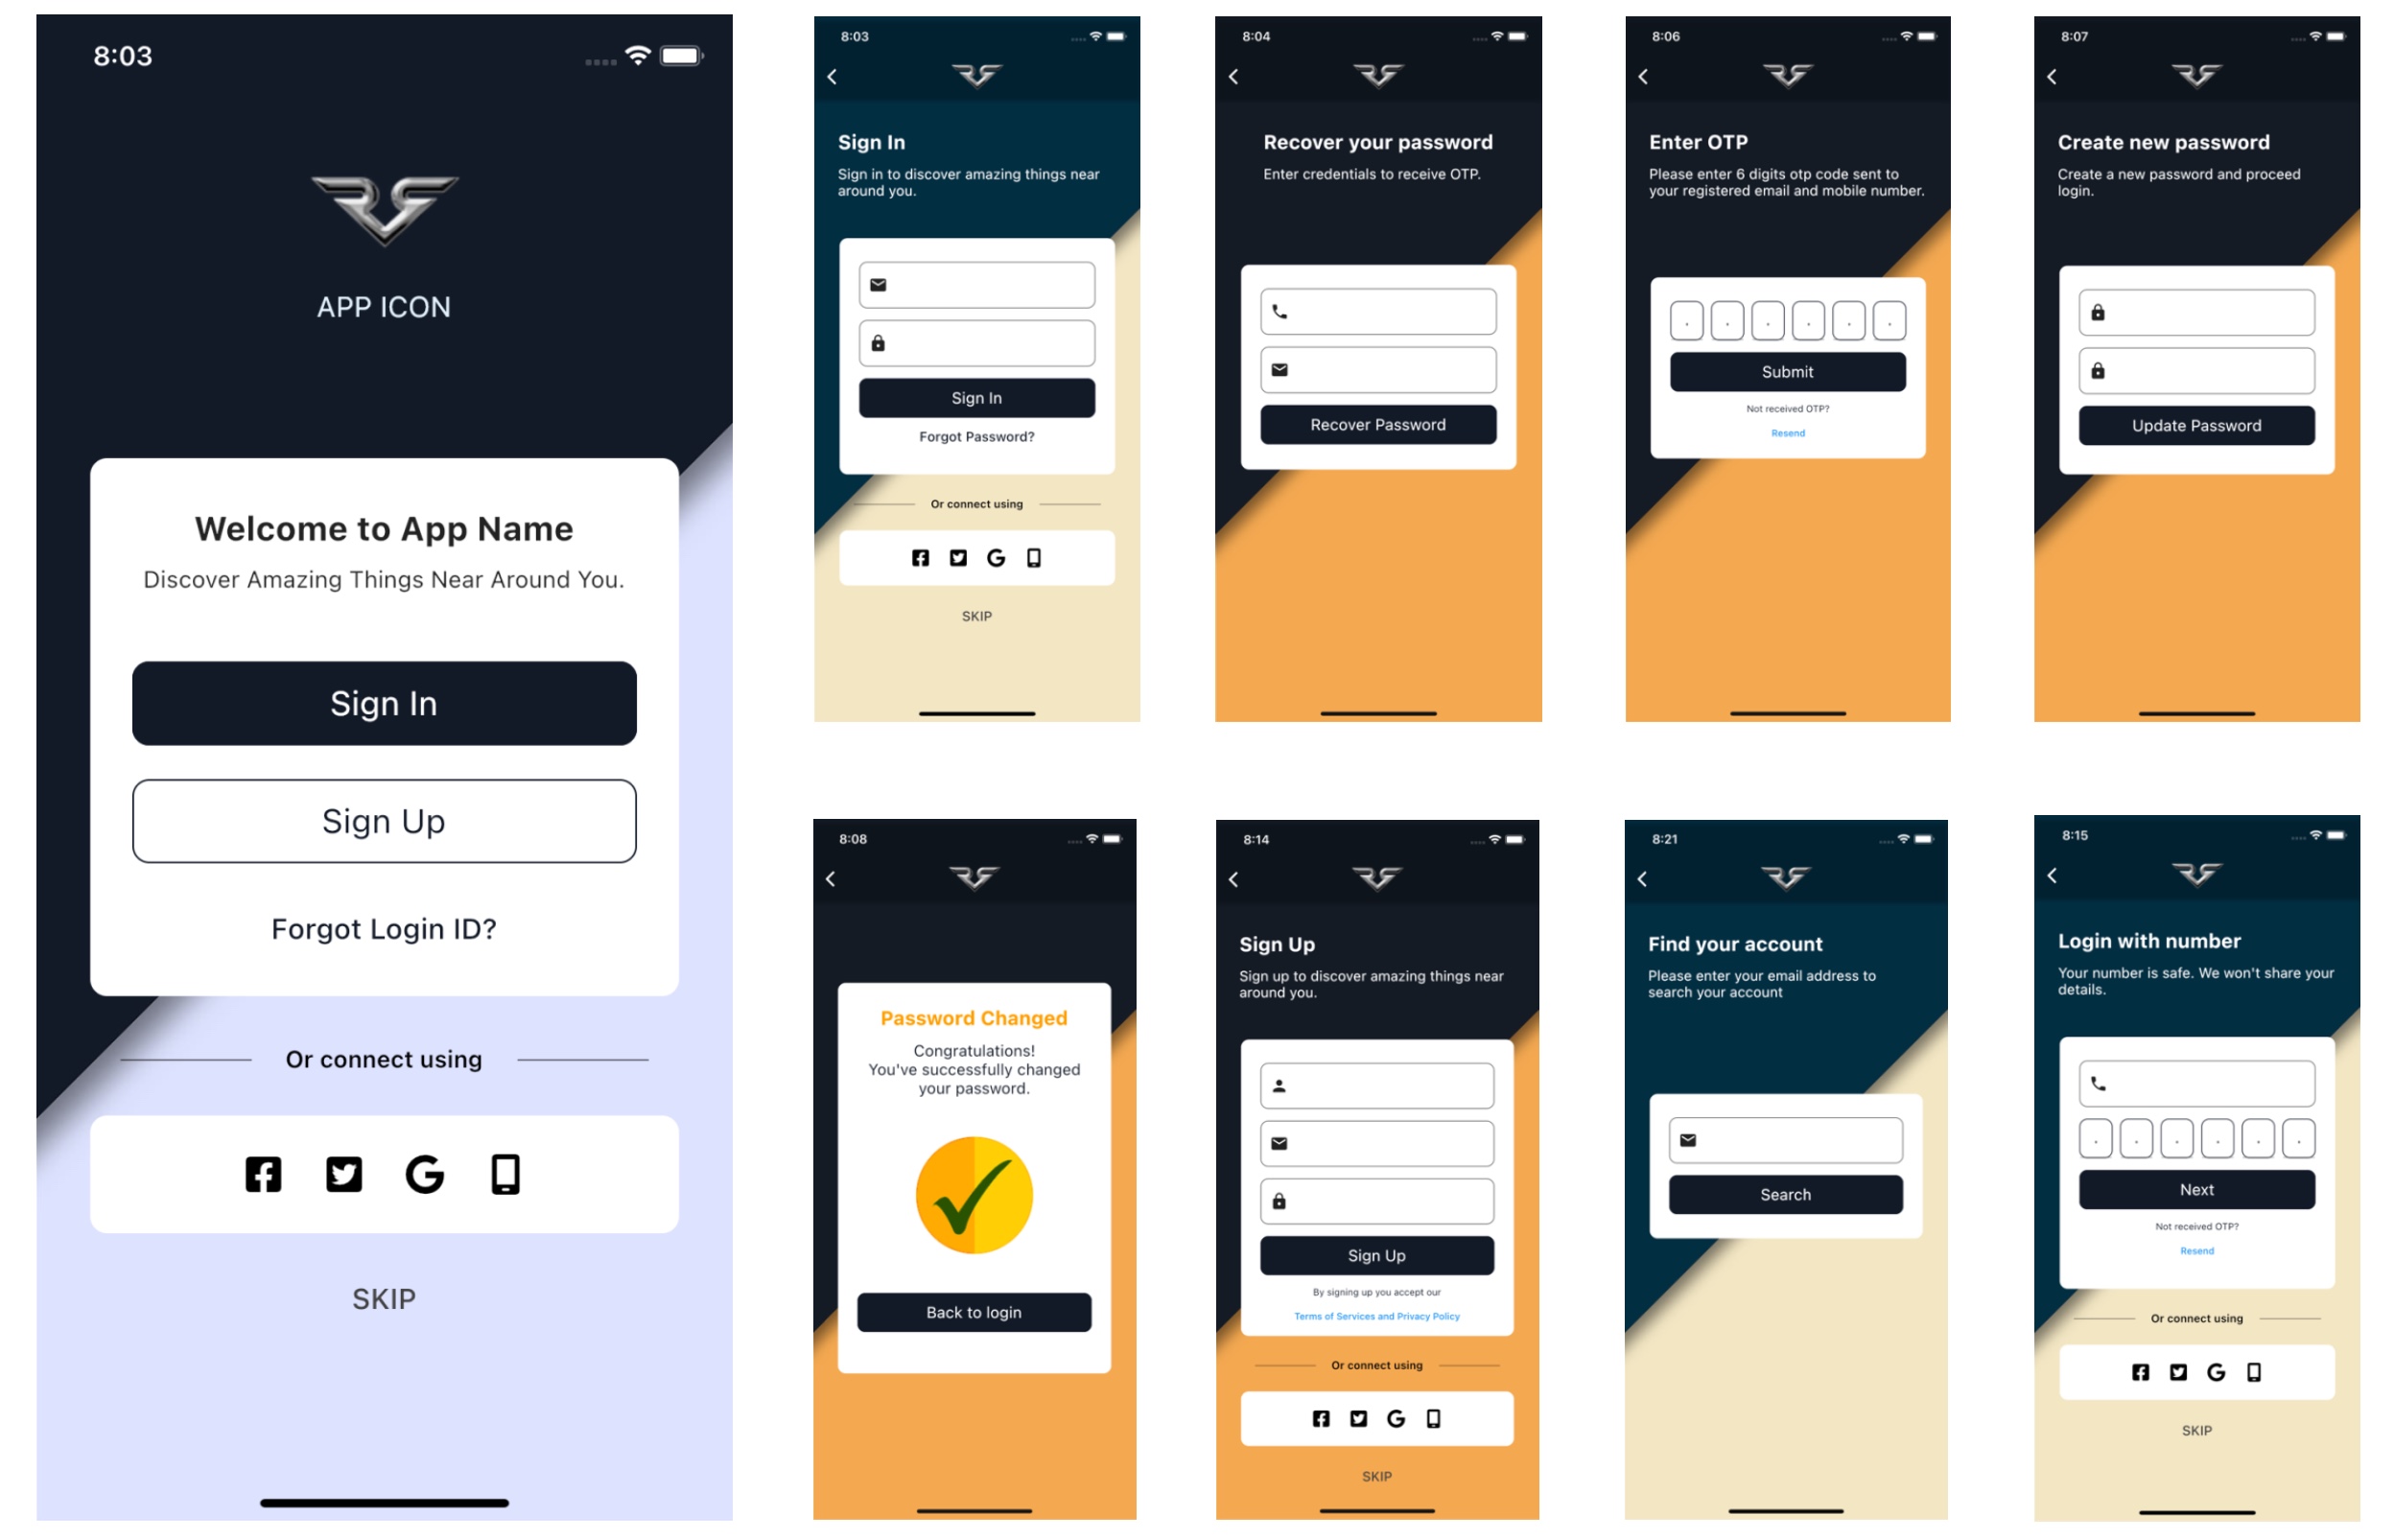 8:03
APP ICON
Welcome to App Name
Discover Amazing Things Near Around You.
Sign In
Sign Up
Forgot Login ID?
Or connect using
SKIP
8:03
Sign In
Sign in to discover amazing things near
around you.
Sign In
Forgot Password?
Or connect using
SKIP
8:04
Recover your password
Enter credentials to receive OTP.
Recover Password
8:06
Enter OTP
Please enter 6 digits otp code sent to
your registered email and mobile number.
Submit
Not received OTP?
Resend
8:07
Create new password
Create a new password and proceed
login.
Update Password
8:08
Password Changed
Congratulations!
You've successfully changed
your password.
Back to login
8:14
Sign Up
Sign up to discover amazing things near
around you.
Sign Up
By signing up you accept our
Terms of Services and Privacy Policy
Or connect using
SKIP
8:21
Find your account
Please enter your email address to
search your account
Search
8:15
Login with number
Your number is safe. We won't share your
details.
Next
Not received OTP?
Resend
Or connect using
SKIP